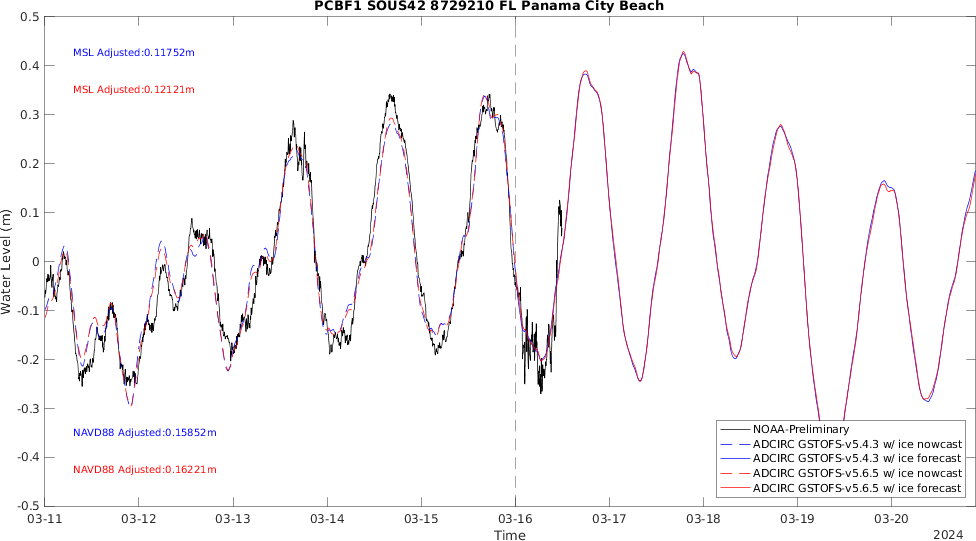 PCBF1 SOUS42 8729210 FL Panama City Beach
MSL Adjusted:0.11752m
MSL Adjusted:0.12121m
NAVD88 Adjusted:0.15852m
NAVD88 Adjusted:0.16221m
Water Level (m)
0.5
0.4
0.3
0.2
0.1
0
-0.1
-0.2
-0.3
-0.4
-0.5
NOAA-Preliminary
ADCIRC GSTOFS-v5.4.3 w/ ice nowcast
ADCIRC GSTOFS-v5.4.3 w/ ice forecast
ADCIRC GSTOFS-v5.6.5 w/ ice nowcast
ADCIRC GSTOFS-v5.6.5 w/ ice forecast
03-11 03-12 03-13 03-14 03-15 03-16 03-17 03-18 03-19 03-20
Time
2024